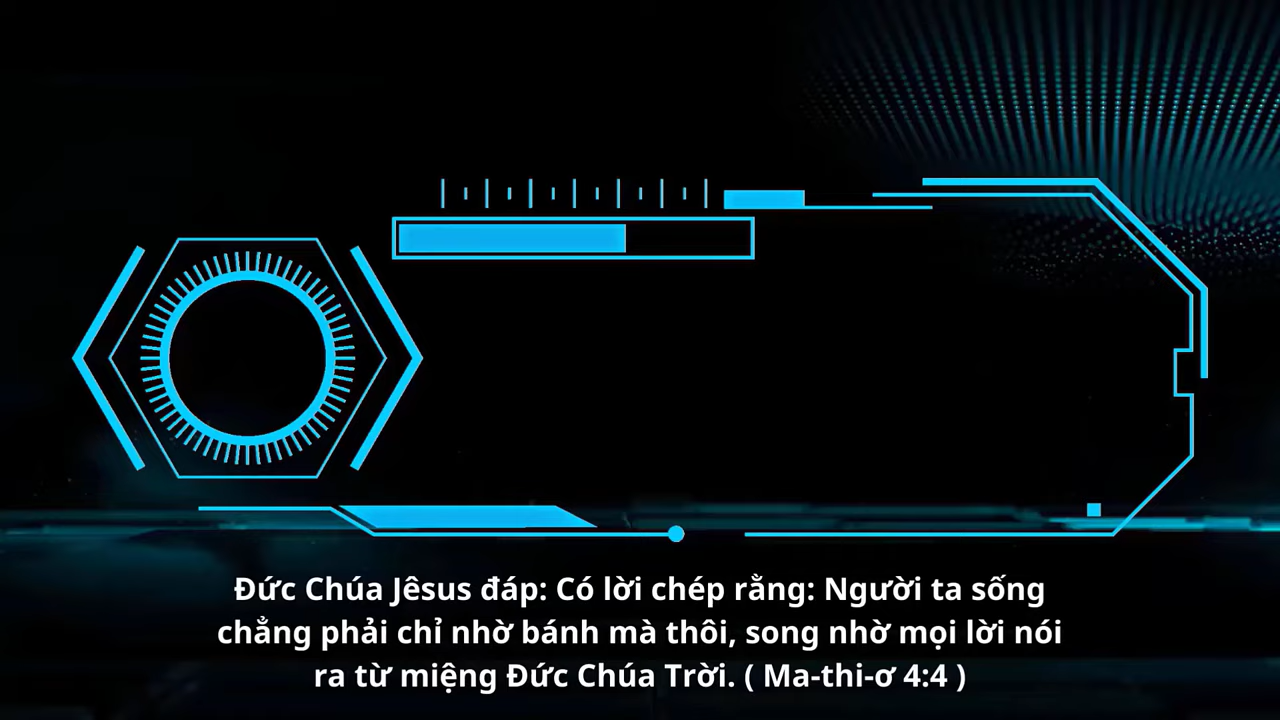 Đức Chúa Jêsus đáp: Có lời chép rằng: Người ta sống
chẳng phải chỉ nhờ bánh mà thôi, song nhờ mọi lời nói
ra từ miệng Đức Chúa Trời. ( Ma-thi-ơ 4:4 )